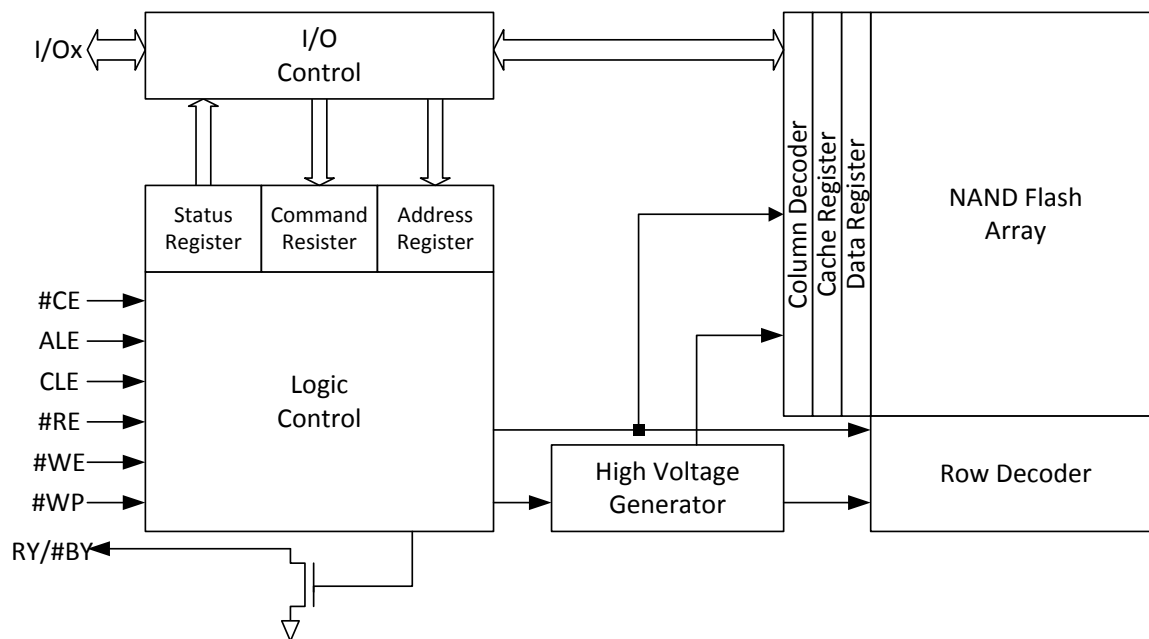 I/Ox
I/O
Control
Status
Register
Command
Resister
Address
Register
#CE
ALE
CLE
#RE
#WE
#WP
RY/#BY
Logic
Control
High Voltage
Generator
Column Decoder
Cache Register
Data Register
NAND Flash
Array
Row Decoder